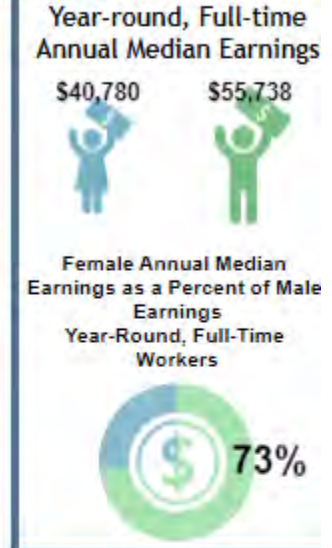 Year-round, Full-time
Annual Median Earnings
$40,780 $55,738
Female Annual Median
Earnings as a Percent of Male
Earnings
Year-Round, Full-Time
Workers
$ 73%